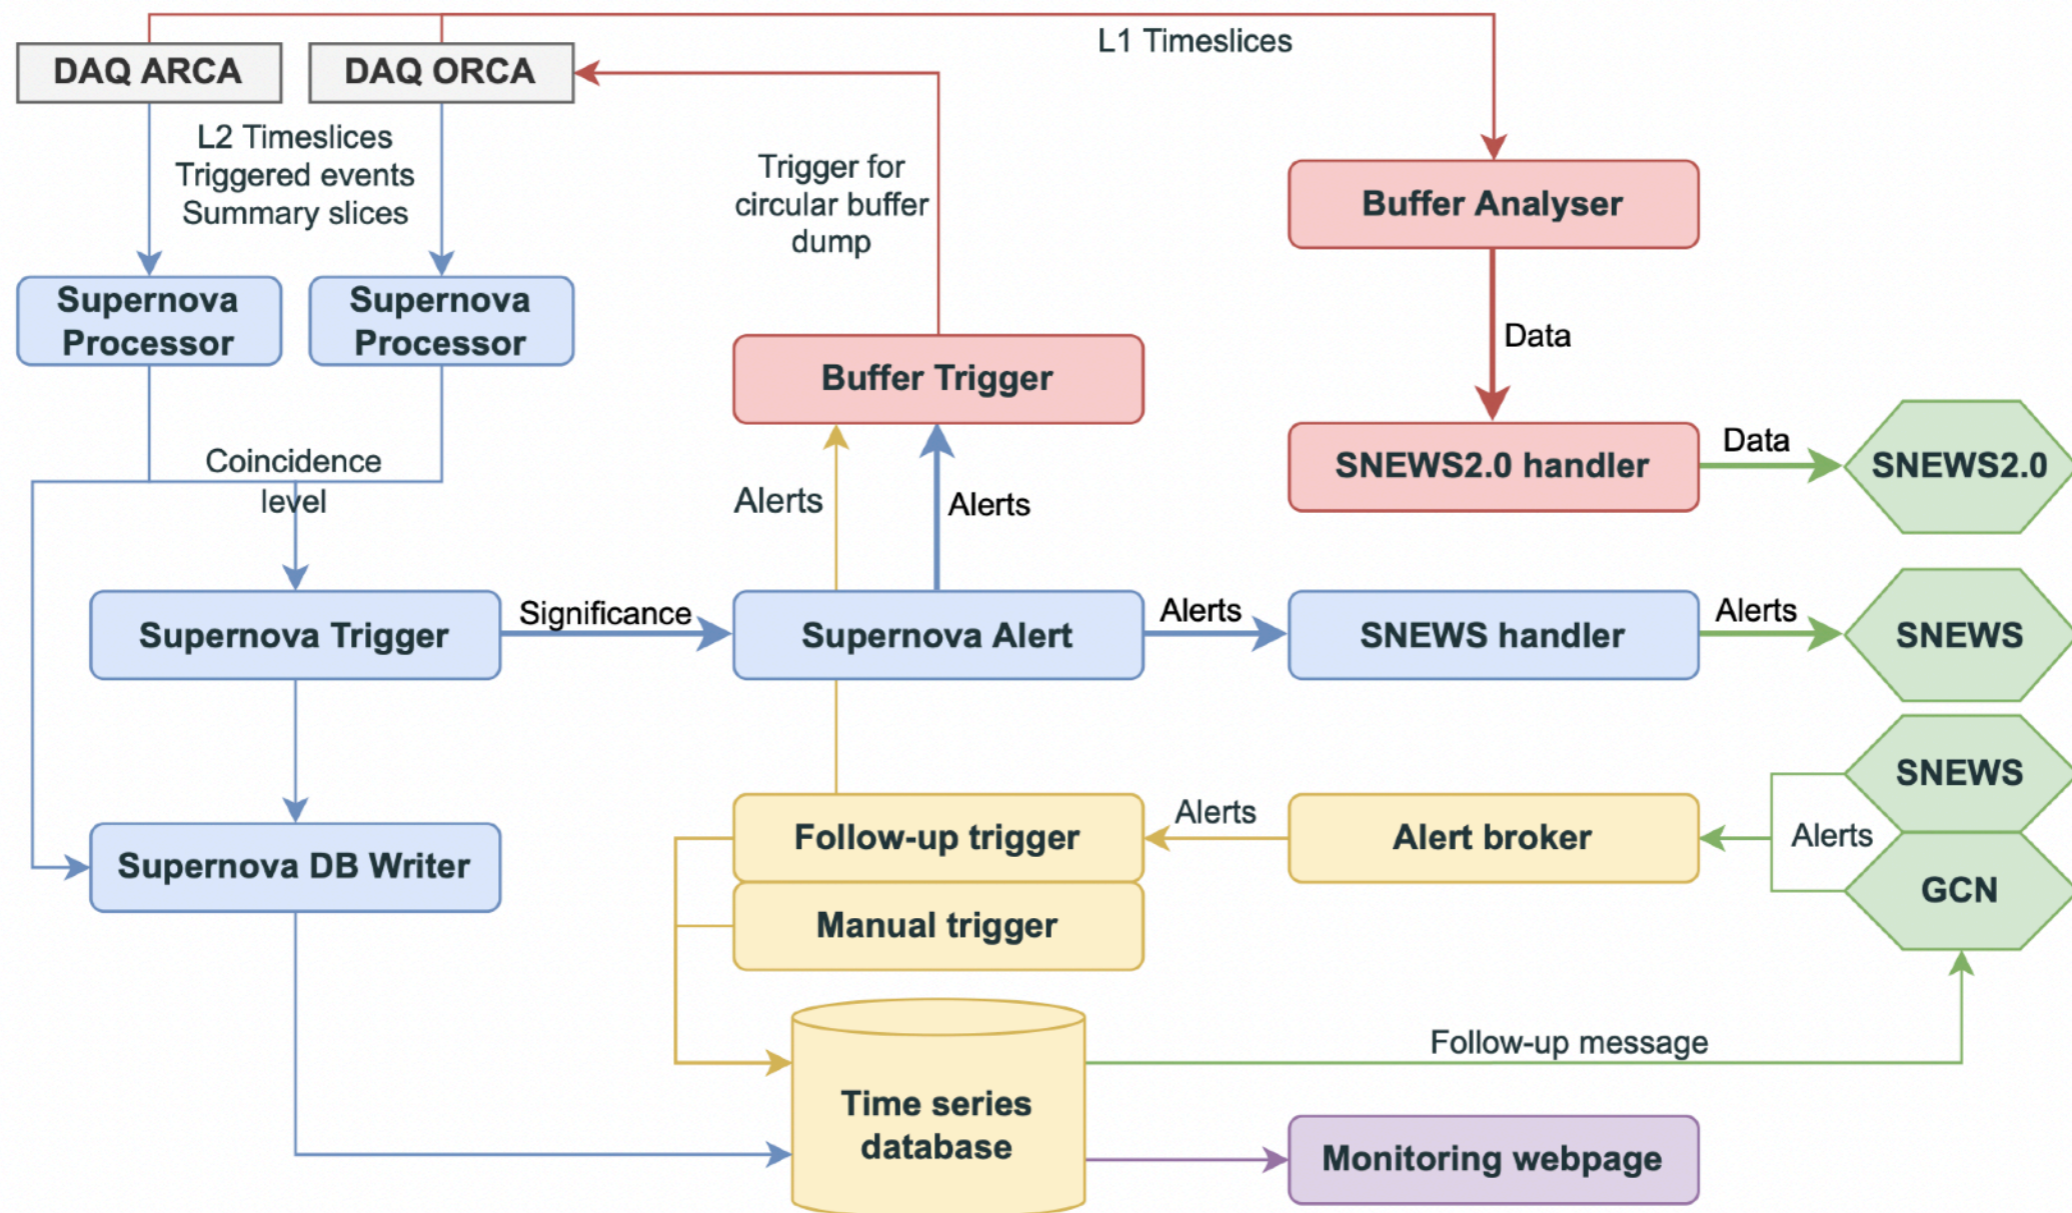 L1 Timeslices
DAQ ARCA
DAQ ORCA
L2 Timeslices
Triggered events
Summary slices
Trigger for
circular buffer
dump
Buffer Analyser
Supernova
Processor
Supernova
Processor
Data
Buffer Trigger
Coincidence
level
Alerts
Alerts
SNEWS2.0 handler
Data
SNEWS2.0
Supernova Trigger
Significance
Supernova Alert
Alerts
SNEWS handler
Alerts
SNEWS
SNEWS
Supernova DB Writer
Follow-up trigger
Alerts
Alert broker
Alerts
GCN
Manual trigger
Follow-up message
Time series
database
Monitoring webpage